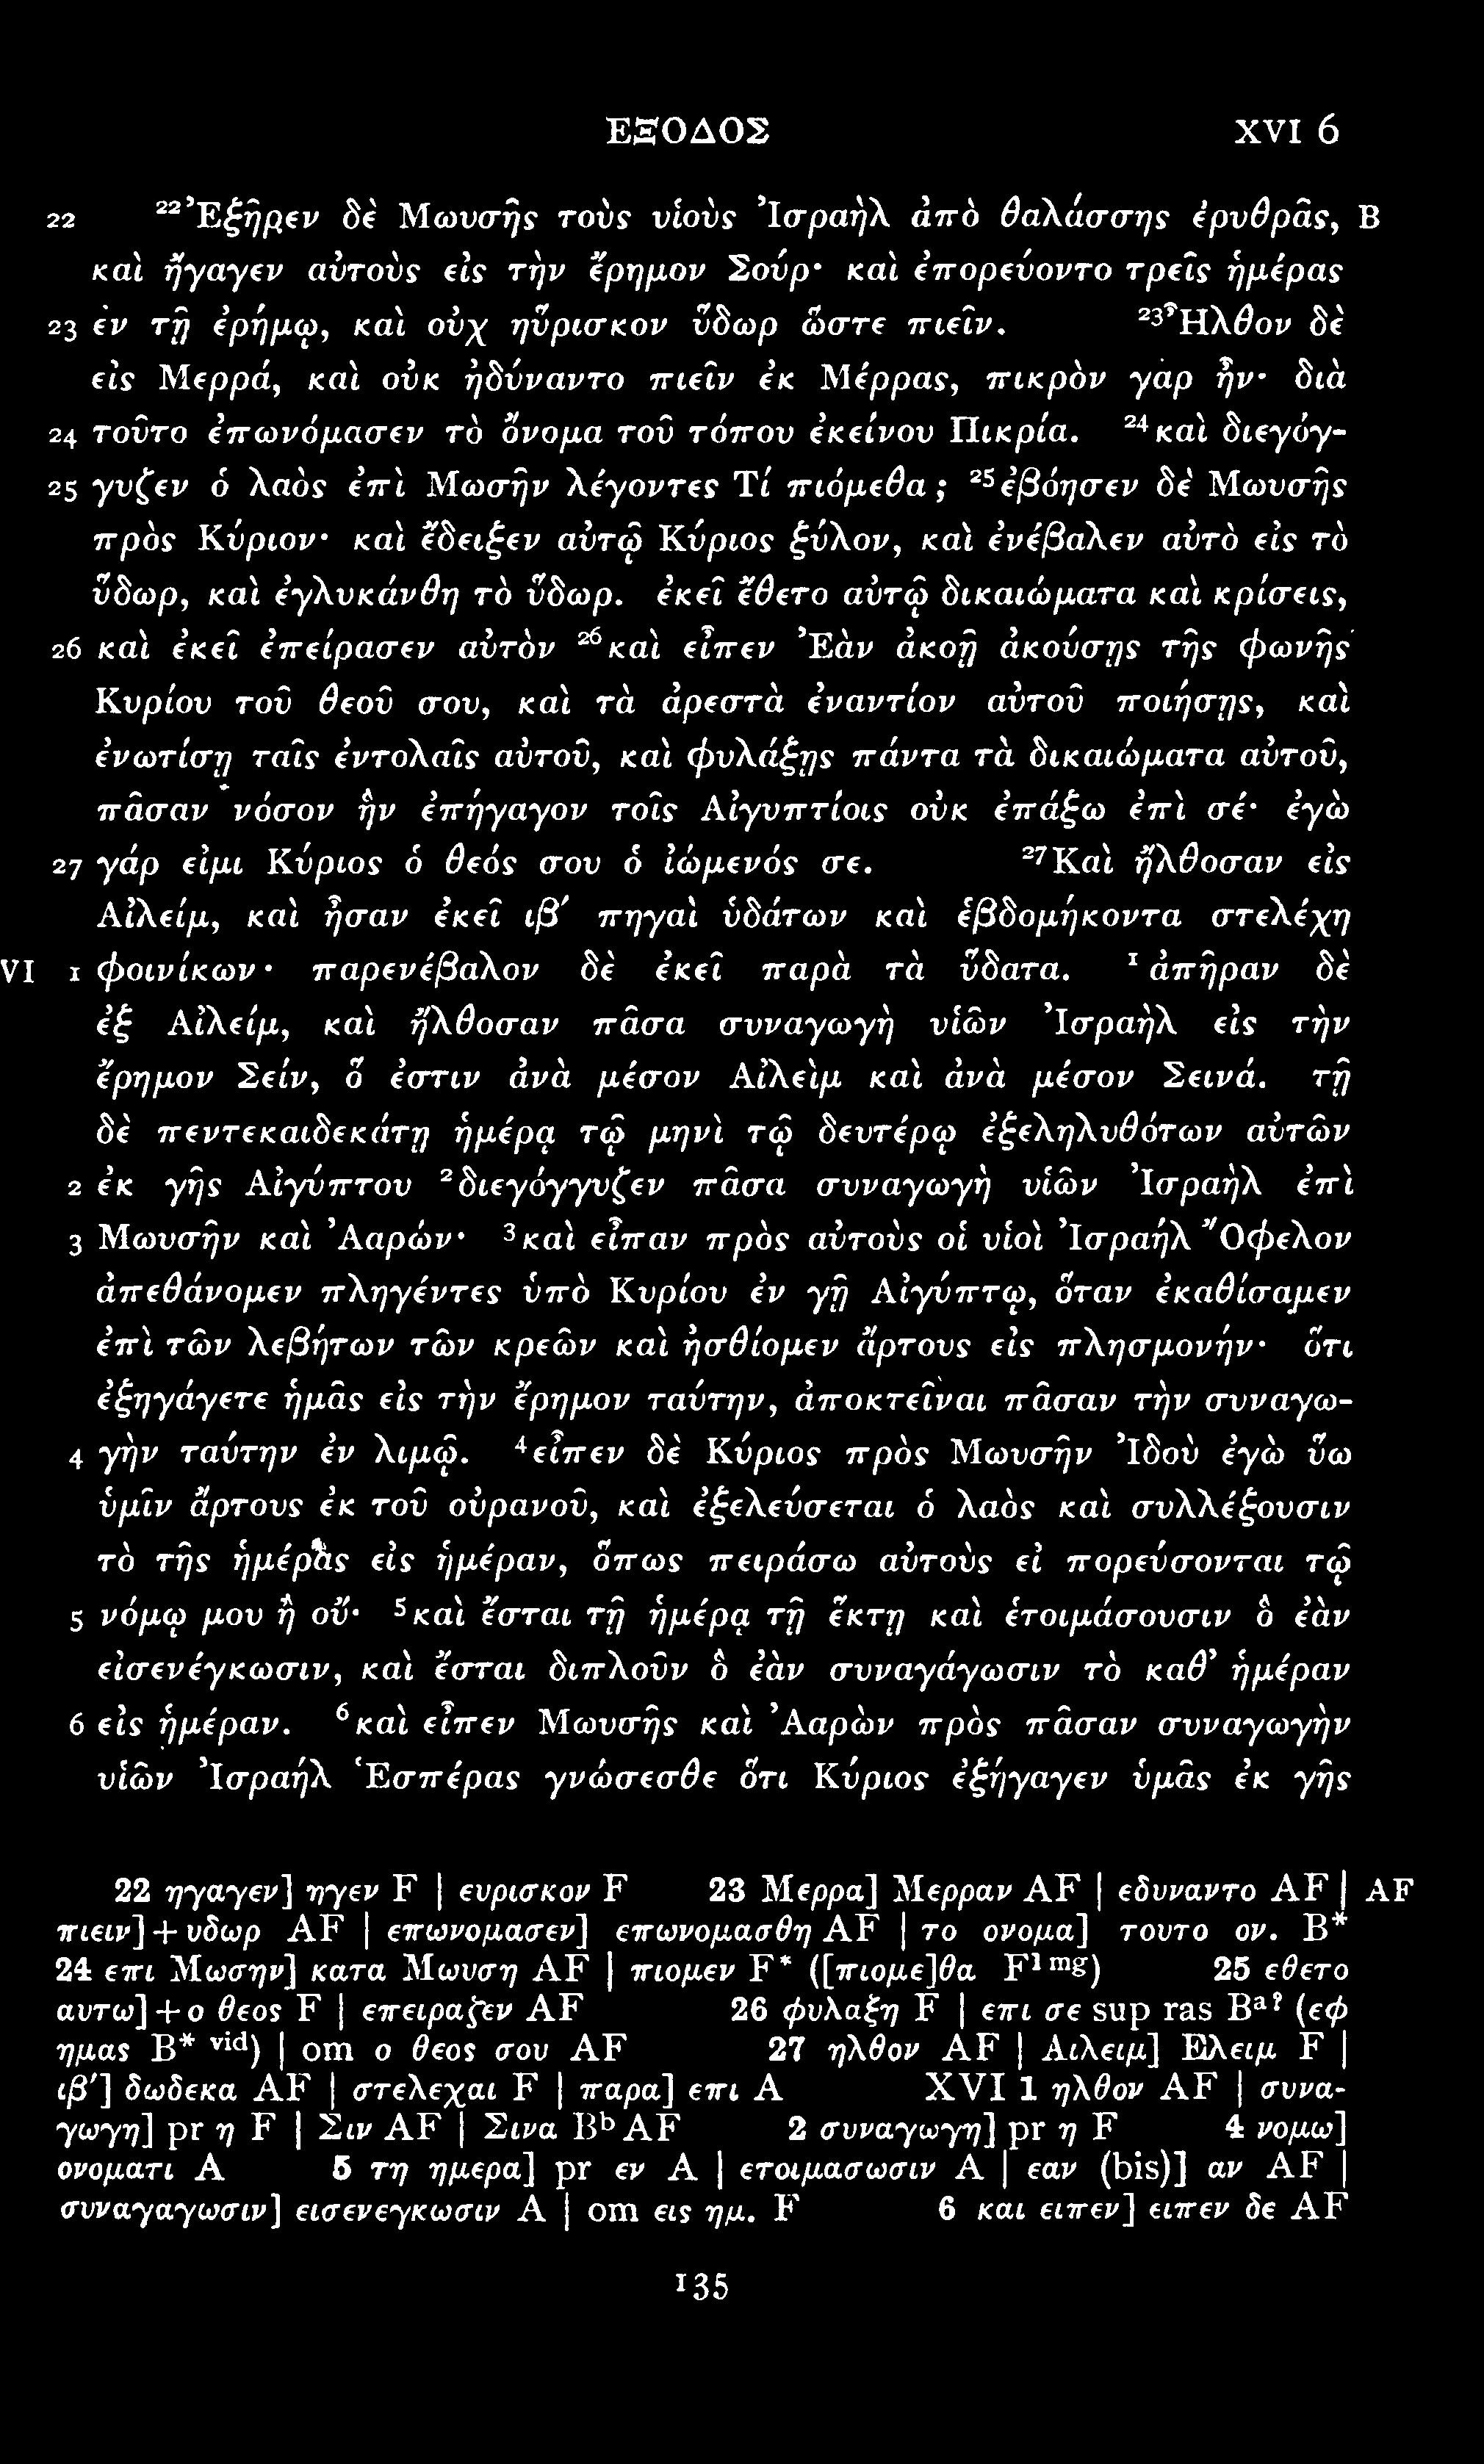 ΕΞΟΔΟΣ XVI 6
22 ²²Ἐξῆρεν δὲ Μωυσῆς τοὺς υἱοὺς Ἰσραὴλ ἀπὸ θαλάσσης ἐρυθρᾶς, B
καὶ ἤγαγεν αὐτοὺς εἰς τὴν ἔρημον Σούρ· καὶ ἐπορεύοντο τρεῖς ἡμέρας
23 ἐν τῇ ἐρήμῳ, καὶ οὐχ ηὕρισκον ὕδωρ ὥστε πιεῖν. ²³Ἦλθον δὲ
εἰς Μερρά, καὶ οὐκ ἠδύναντο πιεῖν ἐκ Μέρρας, πικρὸν γὰρ ἦν· διὰ
24 τοῦτο ἐπωνόμασεν τὸ ὄνομα τοῦ τόπου ἐκείνου Πικρία. ²⁴καὶ διεγόγ-
25 γυζεν ὁ λαὸς ἐπὶ Μωσῆν λέγοντες Τί πιόμεθα; ²⁵ἐβόησεν δὲ Μωυσῆς
πρὸς Κύριον· καὶ ἔδειξεν αὐτῷ Κύριος ξύλον, καὶ ἐνέβαλεν αὐτὸ εἰς τὸ
ὕδωρ, καὶ ἐγλυκάνθη τὸ ὕδωρ. ἐκεῖ ἔθετο αὐτῷ δικαιώματα καὶ κρίσεις,
26 καὶ ἐκεῖ ἐπείρασεν αὐτὸν ²⁶καὶ εἶπεν Ἐὰν ἀκοῇ ἀκούσῃς τῆς φωνῆς
Κυρίου τοῦ θεοῦ σου, καὶ τὰ ἀρεστὰ ἐναντίον αὐτοῦ ποιήσῃς, καὶ
ἐνωτίσῃ ταῖς ἐντολαῖς αὐτοῦ, καὶ φυλάξῃς πάντα τὰ δικαιώματα αὐτοῦ,
πᾶσαν νόσον ἣν ἐπήγαγον τοῖς Αἰγυπτίοις οὐκ ἐπάξω ἐπὶ σέ· ἐγὼ
27 γάρ εἰμι Κύριος ὁ θεός σου ὁ ἰώμενός σε. ²⁷Καὶ ἤλθοσαν εἰς
Αἰλείμ, καὶ ἦσαν ἐκεῖ ιβ΄ πηγαὶ ὑδάτων καὶ ἑβδομήκοντα στελέχη
VI 1 φοινίκων· παρενέβαλον δὲ ἐκεῖ παρὰ τὰ ὕδατα. ¹ἀπῆραν δὲ
ἐξ Αἰλείμ, καὶ ἤλθοσαν πᾶσα συναγωγὴ υἱῶν Ἰσραὴλ εἰς τὴν
ἔρημον Σείν, ὅ ἐστιν ἀνὰ μέσον Αἰλεὶμ καὶ ἀνὰ μέσον Σεινά. τῇ
δὲ πεντεκαιδεκάτῃ ἡμέρᾳ τῷ μηνὶ τῷ δευτέρῳ ἐξεληλυθότων αὐτῶν
2 ἐκ γῆς Αἰγύπτου ²διεγόγγυζεν πᾶσα συναγωγὴ υἱῶν Ἰσραὴλ ἐπὶ
3 Μωυσῆν καὶ Ἀαρών· ³καὶ εἶπαν πρὸς αὐτοὺς οἱ υἱοὶ Ἰσραήλ Ὄφελον
ἀπεθάνομεν πληγέντες ὑπὸ Κυρίου ἐν γῇ Αἰγύπτῳ, ὅταν ἐκαθίσαμεν
ἐπὶ τῶν λεβήτων τῶν κρεῶν καὶ ἠσθίομεν ἄρτους εἰς πλησμονήν· ὅτι
ἐξηγάγετε ἡμᾶς εἰς τὴν ἔρημον ταύτην, ἀποκτεῖναι πᾶσαν τὴν συναγω-
4 γὴν ταύτην ἐν λιμῷ. ⁴εἶπεν δὲ Κύριος πρὸς Μωυσῆν Ἰδοὺ ἐγὼ ὕω
ὑμῖν ἄρτους ἐκ τοῦ οὐρανοῦ, καὶ ἐξελεύσεται ὁ λαὸς καὶ συλλέξουσιν
τὸ τῆς ἡμέρας εἰς ἡμέραν, ὅπως πειράσω αὐτοὺς εἰ πορεύσονται τῷ
5 νόμῳ μου ἢ οὔ· ⁵καὶ ἔσται τῇ ἡμέρᾳ τῇ ἕκτῃ καὶ ἑτοιμάσουσιν ὃ ἐὰν
εἰσενέγκωσιν, καὶ ἔσται διπλοῦν ὃ ἐὰν συναγάγωσιν τὸ καθ’ ἡμέραν
6 εἰς ἡμέραν. ⁶καὶ εἶπεν Μωυσῆς καὶ Ἀαρὼν πρὸς πᾶσαν συναγωγὴν
υἱῶν Ἰσραήλ Ἑσπέρας γνώσεσθε ὅτι Κύριος ἐξήγαγεν ὑμᾶς ἐκ γῆς
22 ηγαγεν] ηγεν F | ευρισκον F 23 Μερρα] Μερραν AF | εδυναντο AF | AF
πιειν] + υδωρ AF | επωνομασεν] επωνομασθη AF | το ονομα] τουτο ον. B*
24 επι Μωσην] κατα Μωυση AF | πιομεν F* ([πιομε]θα F¹ ᵐᵍ) 25 εθετο
αυτω] + ο θεος F | επειραζεν AF 26 φυλαξη F | επι σε sup ras Bᵃ? (εφ
ημας B* ᵛⁱᵈ) | om ο θεος σου AF 27 ηλθον AF | Αιλειμ] Ελειμ F |
ιβ΄] δωδεκα AF | στελεχαι F | παρα] επι A XVI 1 ηλθον AF | συνα-
γωγη] pr η F | Σιν AF | Σινα Bᵇ AF 2 συναγωγη] pr η F 4 νομω]
ονοματι A 5 τη ημερα] pr εν A | ετοιμασωσιν A | εαν (bis)] αν AF |
συναγαγωσιν] εισενεγκωσιν A | om εις ημ. F 6 και ειπεν] ειπεν δε AF
135